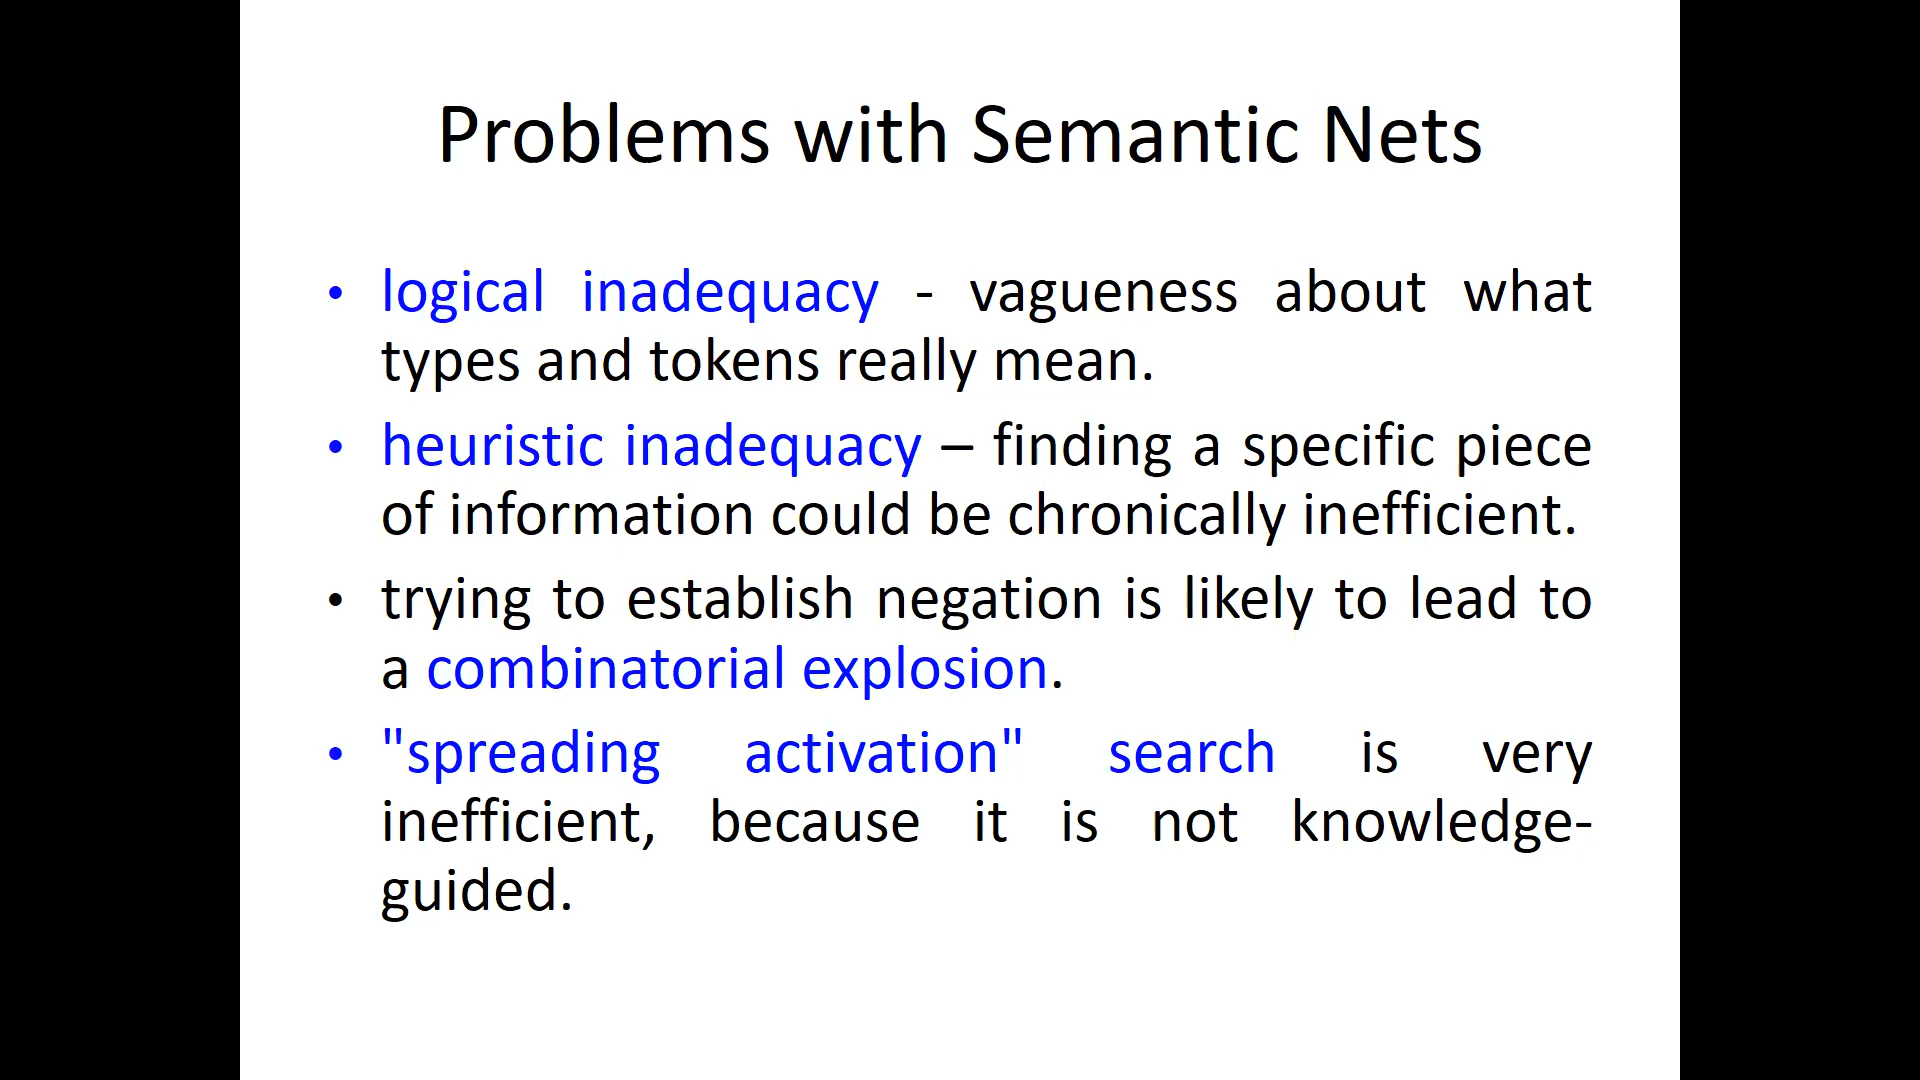 Problems with Semantic Nets
• logical inadequacy - vagueness about what
types and tokens really mean.
• heuristic inadequacy – finding a specific piece
of information could be chronically inefficient.
• trying to establish negation is likely to lead to
a combinatorial explosion.
• "spreading activation" search is very
inefficient, because it is not knowledge-
guided.